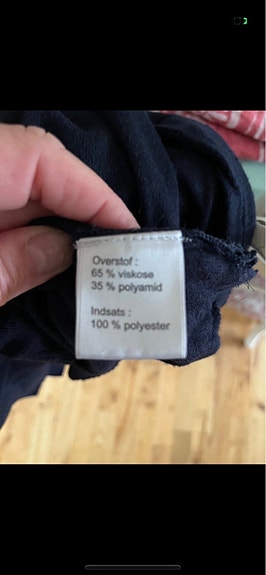 Overstof :
65 % viskose
35 % polyamid
Indsats :
100 % polyester